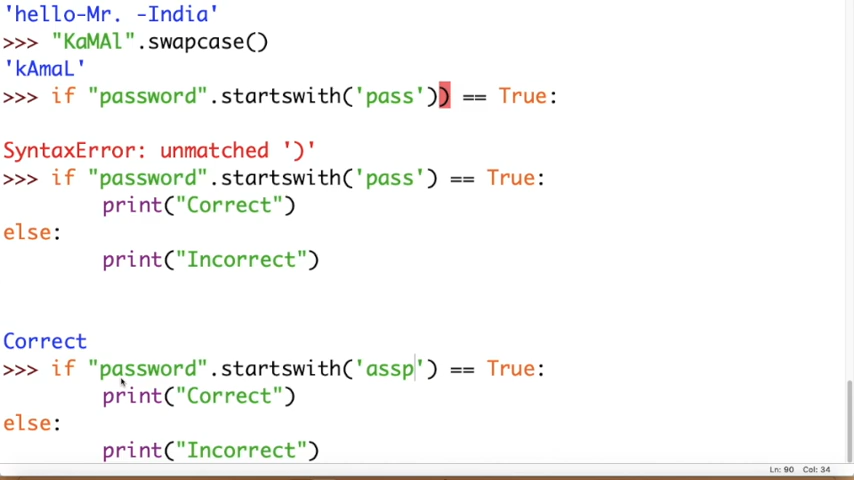 'hello-Mr. -India'
>>> "KaMAl".swapcase()
'kAmaL'
>>> if "password".startswith('pass')) == True:
SyntaxError: unmatched ')'
>>> if "password".startswith('pass') == True:
print("Correct")
else:
print("Incorrect")
Correct
>>> if "password".startswith('assp') == True:
print("Correct")
else:
print("Incorrect")
Ln: 90 Col: 34